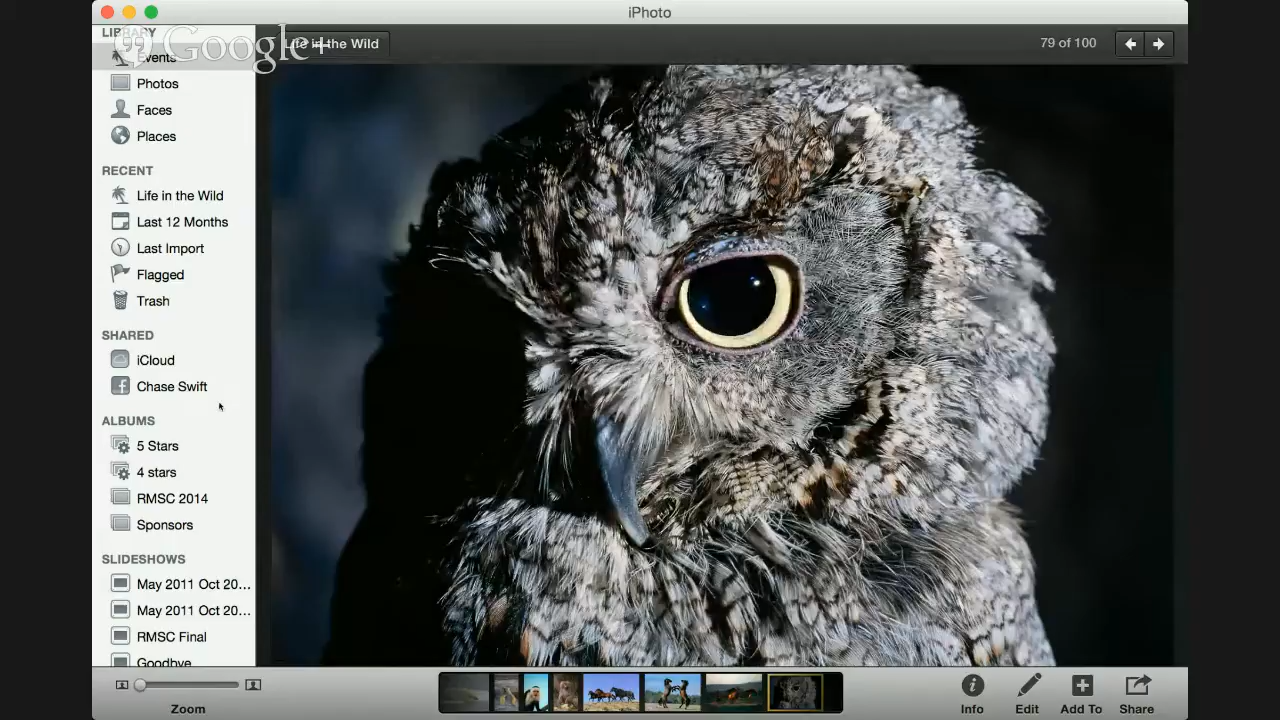 iPhoto
Google+
Life in the Wild
79 of 100
LIBRARY
Events
Photos
Faces
Places
RECENT
Life in the Wild
Last 12 Months
Last Import
Flagged
Trash
SHARED
iCloud
Chase Swift
ALBUMS
5 Stars
4 stars
RMSC 2014
Sponsors
SLIDESHOWS
May 2011 Oct 20...
May 2011 Oct 20...
RMSC Final
Goodbye
Zoom
Info
Edit
Add To
Share